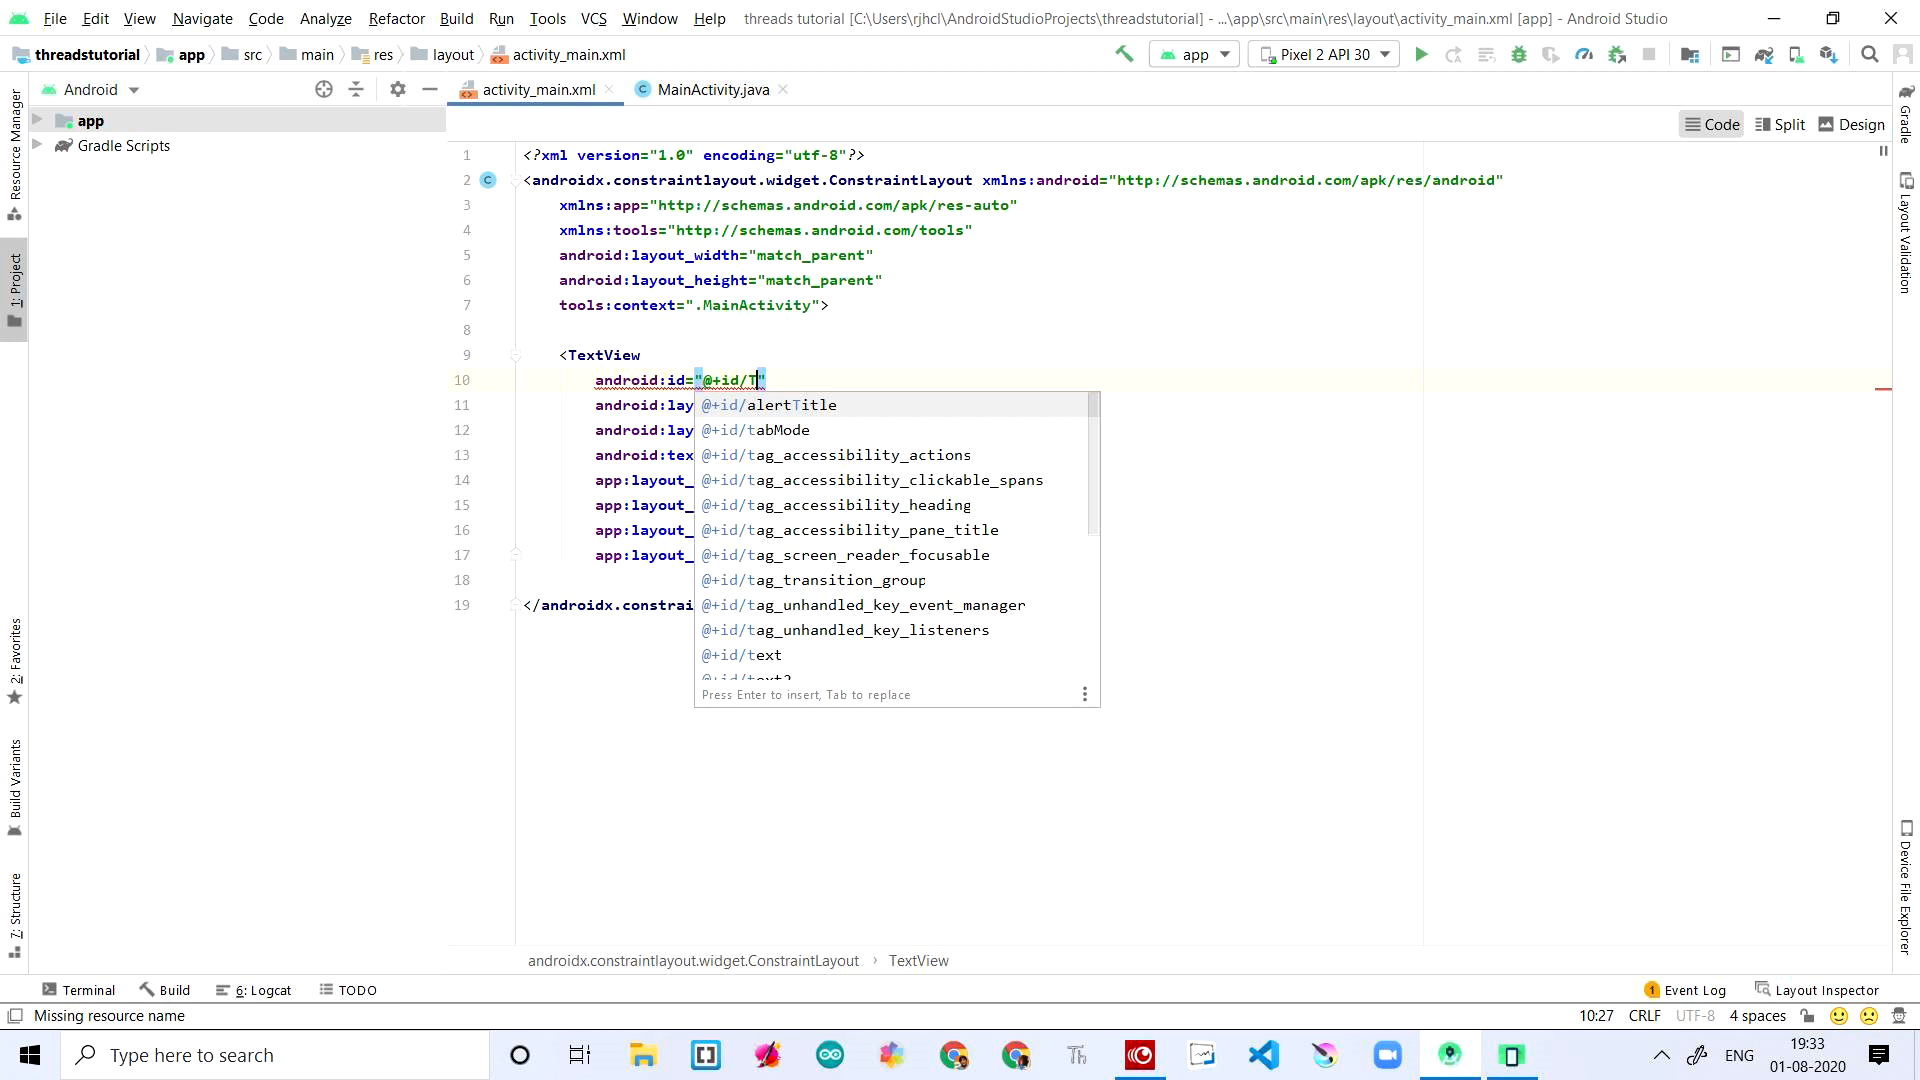 File Edit View Navigate Code Analyze Refactor Build Run Tools VCS Window Help threads tutorial [C:\Users\rjhcl\AndroidStudioProjects\threadstutorial] - ...\app\src\main\res\layout\activity_main.xml [app] - Android Studio
threadstutorial app src main res layout activity_main.xml app Pixel 2 API 30
Android activity_main.xml MainActivity.java
Code Split Design
app
Gradle Scripts
Resource Manager
1: Project
2: Favorites
Build Variants
7: Structure
Gradle
Layout Validation
Device File Explorer
1 <?xml version="1.0" encoding="utf-8"?>
2 <androidx.constraintlayout.widget.ConstraintLayout xmlns:android="http://schemas.android.com/apk/res/android"
3 xmlns:app="http://schemas.android.com/apk/res-auto"
4 xmlns:tools="http://schemas.android.com/tools"
5 android:layout_width="match_parent"
6 android:layout_height="match_parent"
7 tools:context=".MainActivity">
8
9 <TextView
10 android:id="@+id/T"
11 android:lay
12 android:lay
13 android:tex
14 app:layout_
15 app:layout_
16 app:layout_
17 app:layout_
18
19 </androidx.constrai
@+id/alertTitle
@+id/tabMode
@+id/tag_accessibility_actions
@+id/tag_accessibility_clickable_spans
@+id/tag_accessibility_heading
@+id/tag_accessibility_pane_title
@+id/tag_screen_reader_focusable
@+id/tag_transition_group
@+id/tag_unhandled_key_event_manager
@+id/tag_unhandled_key_listeners
@+id/text
@+id/text2
Press Enter to insert, Tab to replace
androidx.constraintlayout.widget.ConstraintLayout › TextView
Terminal Build 6: Logcat TODO 1 Event Log Layout Inspector
Missing resource name 10:27 CRLF UTF-8 4 spaces
Type here to search Th ENG 19:33
01-08-2020